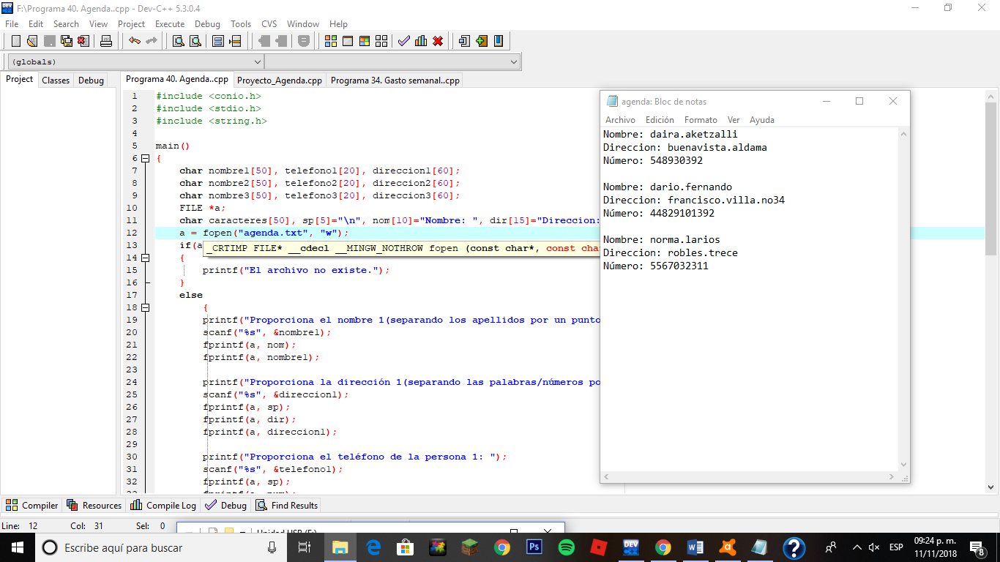 F:\Programa 40. Agenda..cpp - Dev-C++ 5.3.0.4
File Edit Search View Project Execute Debug Tools CVS Window Help
(globals)
Project Classes Debug
Programa 40. Agenda..cpp Proyecto_Agenda.cpp Programa 34. Gasto semanal..cpp
1 #include <conio.h>
2 #include <stdio.h>
3 #include <string.h>
4
5 main()
6 {
7 char nombre1[50], telefono1[20], direccion1[60];
8 char nombre2[50], telefono2[20], direccion2[60];
9 char nombre3[50], telefono3[20], direccion3[60];
10 FILE *a;
11 char caracteres[50], sp[5]="\n", nom[10]="Nombre: ", dir[15]="Direccion:
12 a = fopen("agenda.txt", "w");
13 if(a
_CRTIMP FILE* __cdecl __MINGW_NOTHROW fopen (const char*, const cha
14 {
15 printf("El archivo no existe.");
16 }
17 else
18 {
19 printf("Proporciona el nombre 1(separando los apellidos por un punto
20 scanf("%s", &nombre1);
21 fprintf(a, nom);
22 fprintf(a, nombre1);
23
24 printf("Proporciona la dirección 1(separando las palabras/números po
25 scanf("%s", &direccion1);
26 fprintf(a, sp);
27 fprintf(a, dir);
28 fprintf(a, direccion1);
29
30 printf("Proporciona el teléfono de la persona 1: ");
31 scanf("%s", &telefono1);
32 fprintf(a, sp);
agenda: Bloc de notas
Archivo Edición Formato Ver Ayuda
Nombre: daira.aketzalli
Direccion: buenavista.aldama
Número: 548930392
Nombre: dario.fernando
Direccion: francisco.villa.no34
Número: 44829101392
Nombre: norma.larios
Direccion: robles.trece
Número: 5567032311
Compiler Resources Compile Log Debug Find Results
Line: 12 Col: 31 Sel: 0
Unidad USB (F:)
Escribe aquí para buscar
Ps
DEV
ESP
09:24 p. m.
11/11/2018
8